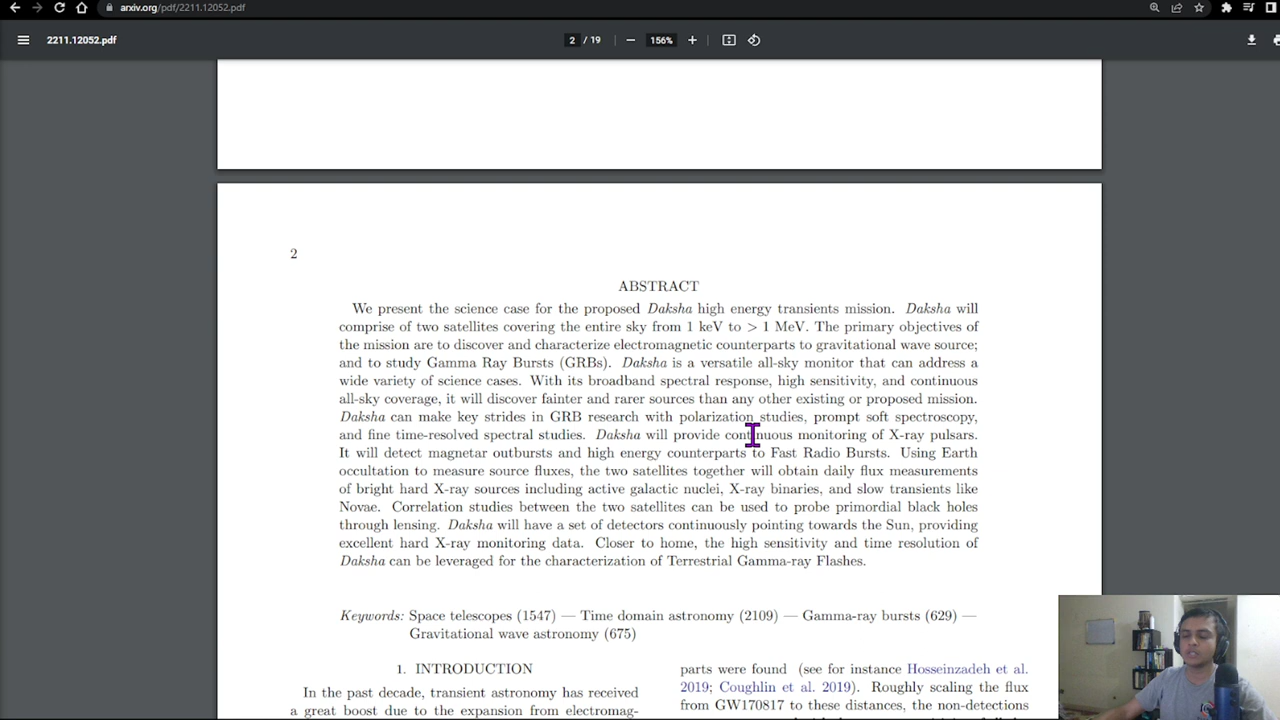 arxiv.org/pdf/2211.12052.pdf
2211.12052.pdf
2 / 19
156%
2
ABSTRACT
We present the science case for the proposed Daksha high energy transients mission. Daksha will
comprise of two satellites covering the entire sky from 1 keV to > 1 MeV. The primary objectives of
the mission are to discover and characterize electromagnetic counterparts to gravitational wave source;
and to study Gamma Ray Bursts (GRBs). Daksha is a versatile all-sky monitor that can address a
wide variety of science cases. With its broadband spectral response, high sensitivity, and continuous
all-sky coverage, it will discover fainter and rarer sources than any other existing or proposed mission.
Daksha can make key strides in GRB research with polarization studies, prompt soft spectroscopy,
and fine time-resolved spectral studies. Daksha will provide continuous monitoring of X-ray pulsars.
It will detect magnetar outbursts and high energy counterparts to Fast Radio Bursts. Using Earth
occultation to measure source fluxes, the two satellites together will obtain daily flux measurements
of bright hard X-ray sources including active galactic nuclei, X-ray binaries, and slow transients like
Novae. Correlation studies between the two satellites can be used to probe primordial black holes
through lensing. Daksha will have a set of detectors continuously pointing towards the Sun, providing
excellent hard X-ray monitoring data. Closer to home, the high sensitivity and time resolution of
Daksha can be leveraged for the characterization of Terrestrial Gamma-ray Flashes.
Keywords: Space telescopes (1547) — Time domain astronomy (2109) — Gamma-ray bursts (629) —
Gravitational wave astronomy (675)
1. INTRODUCTION
In the past decade, transient astronomy has received
a great boost due to the expansion from electromag-
parts were found (see for instance Hosseinzadeh et al.
2019; Coughlin et al. 2019). Roughly scaling the flux
from GW170817 to these distances, the non-detections